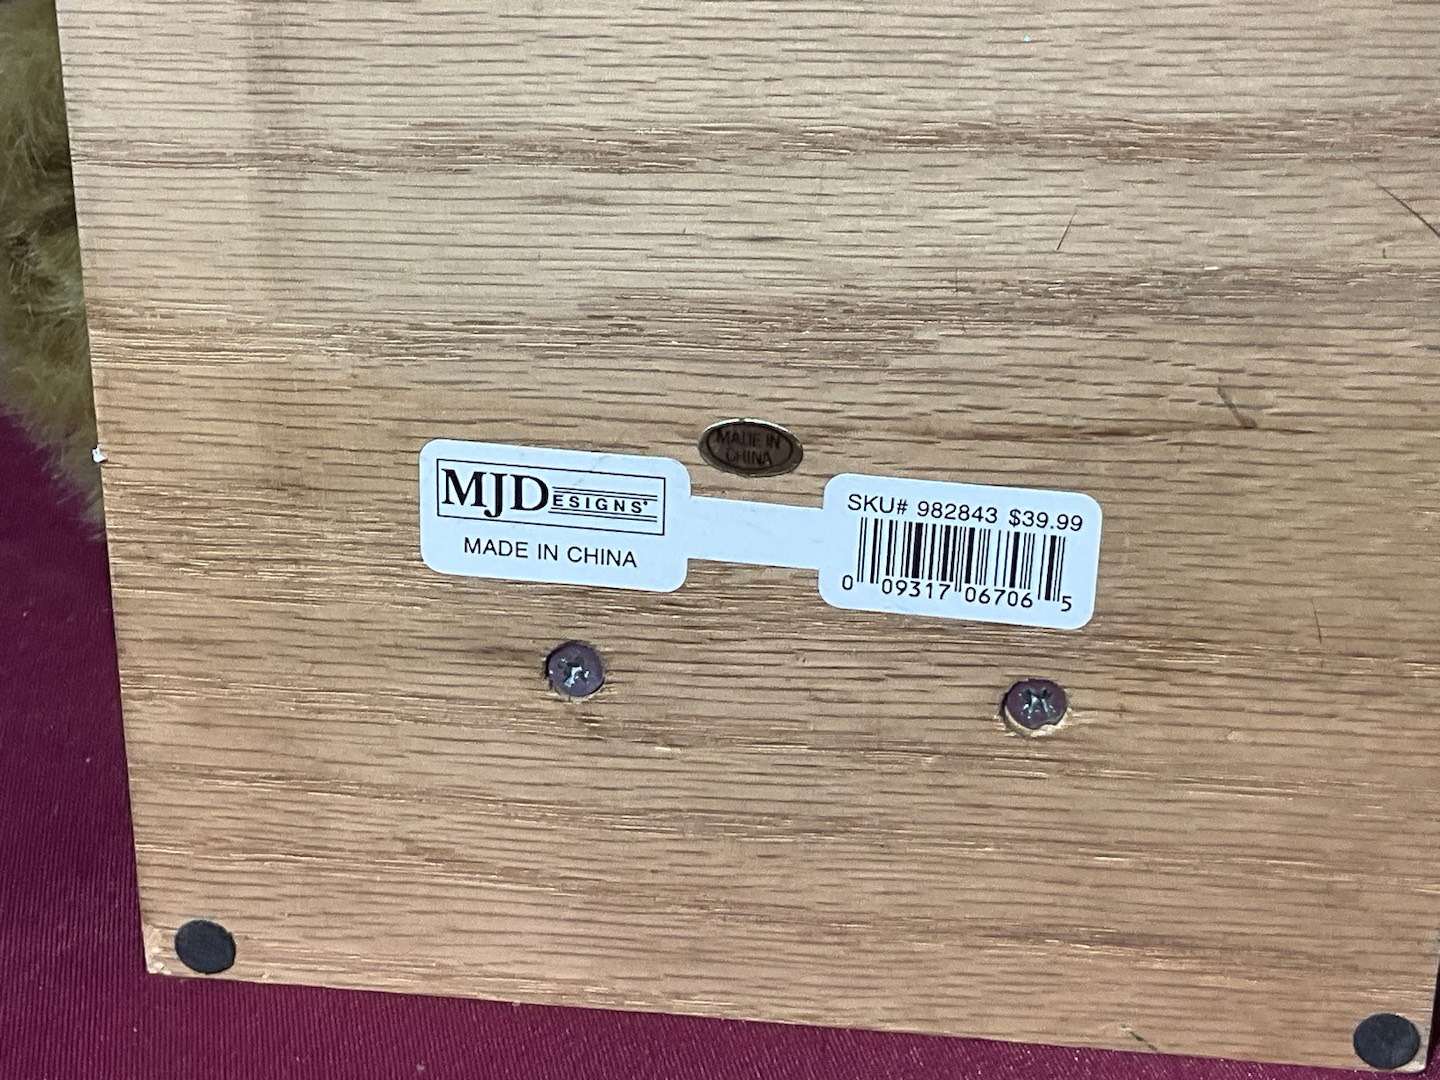 MADE IN
CHINA
MJDESIGNS®
MADE IN CHINA
SKU# 982843 $39.99
0 09317 06706 5